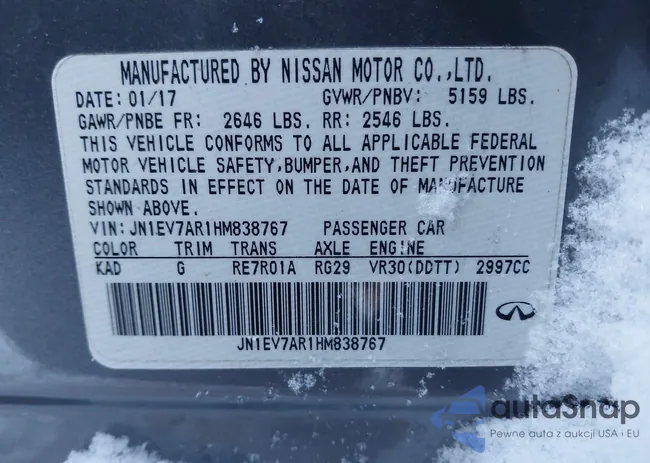 MANUFACTURED BY NISSAN MOTOR CO.,LTD.
DATE: 01/17 GVWR/PNBV: 5159 LBS.
GAWR/PNBE FR: 2646 LBS. RR: 2546 LBS.
THIS VEHICLE CONFORMS TO ALL APPLICABLE FEDERAL
MOTOR VEHICLE SAFETY,BUMPER,AND THEFT PREVENTION
STANDARDS IN EFFECT ON THE DATE OF MANUFACTURE
SHOWN ABOVE.
VIN: JN1EV7AR1HM838767 PASSENGER CAR
COLOR TRIM TRANS AXLE ENGINE
KAD G RE7R01A RG29 VR30(DDTT) 2997CC
JN1EV7AR1HM838767
autoSnap
Pewne auta z aukcji USA i EU